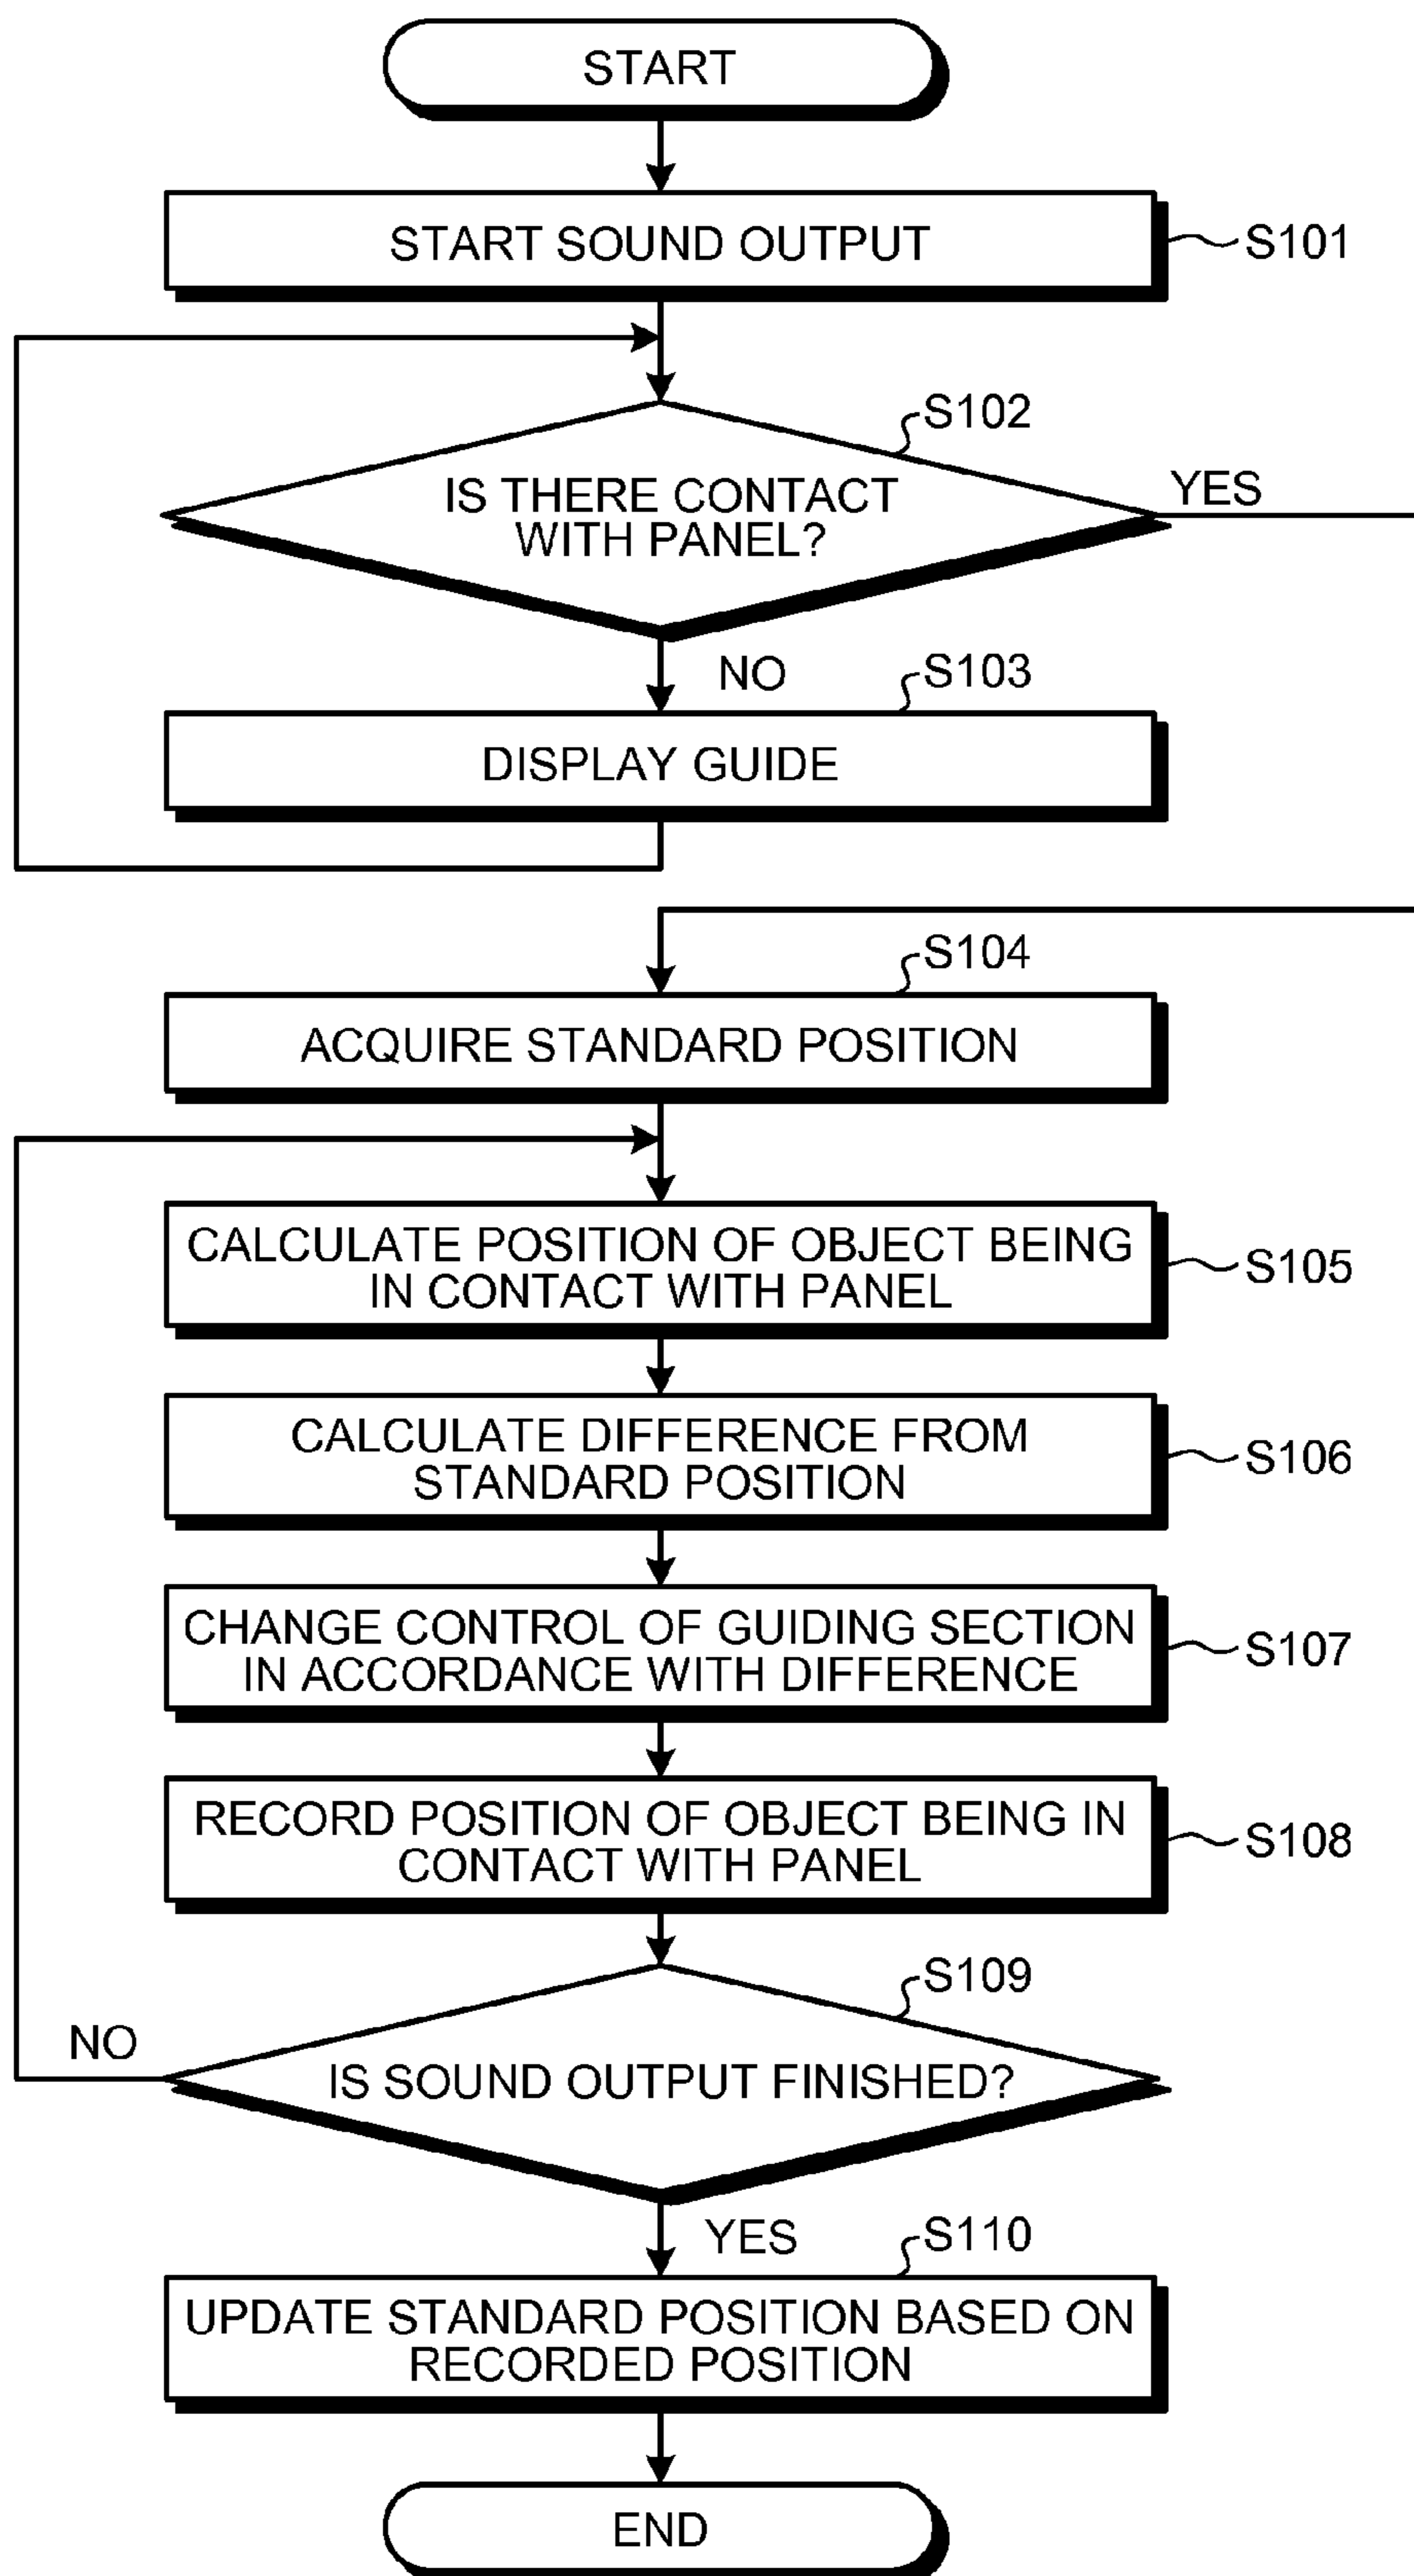 START
START SOUND OUTPUT
S101
S102
IS THERE CONTACT
WITH PANEL?
YES
NO
S103
DISPLAY GUIDE
S104
ACQUIRE STANDARD POSITION
CALCULATE POSITION OF OBJECT BEING
IN CONTACT WITH PANEL
S105
CALCULATE DIFFERENCE FROM
STANDARD POSITION
S106
CHANGE CONTROL OF GUIDING SECTION
IN ACCORDANCE WITH DIFFERENCE
S107
RECORD POSITION OF OBJECT BEING IN
CONTACT WITH PANEL
S108
S109
NO
IS SOUND OUTPUT FINISHED?
YES
S110
UPDATE STANDARD POSITION BASED ON
RECORDED POSITION
END